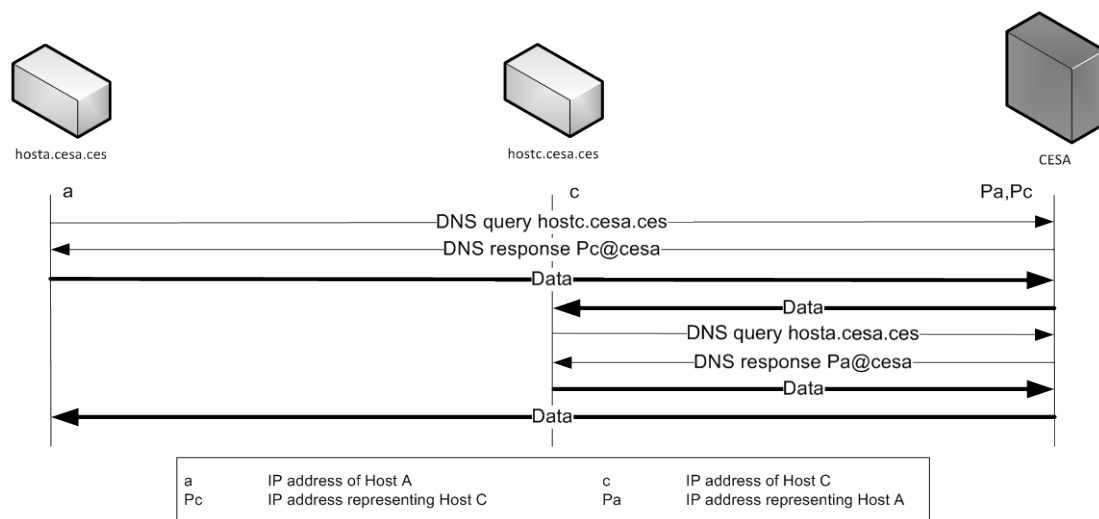 hosta.cesa.ces
hostc.cesa.ces
CESA
a
c
Pa,Pc
DNS query hostc.cesa.ces
DNS response Pc@cesa
Data
Data
DNS query hosta.cesa.ces
DNS response Pa@cesa
Data
Data
a IP address of Host A c IP address of Host C
Pc IP address representing Host C Pa IP address representing Host A